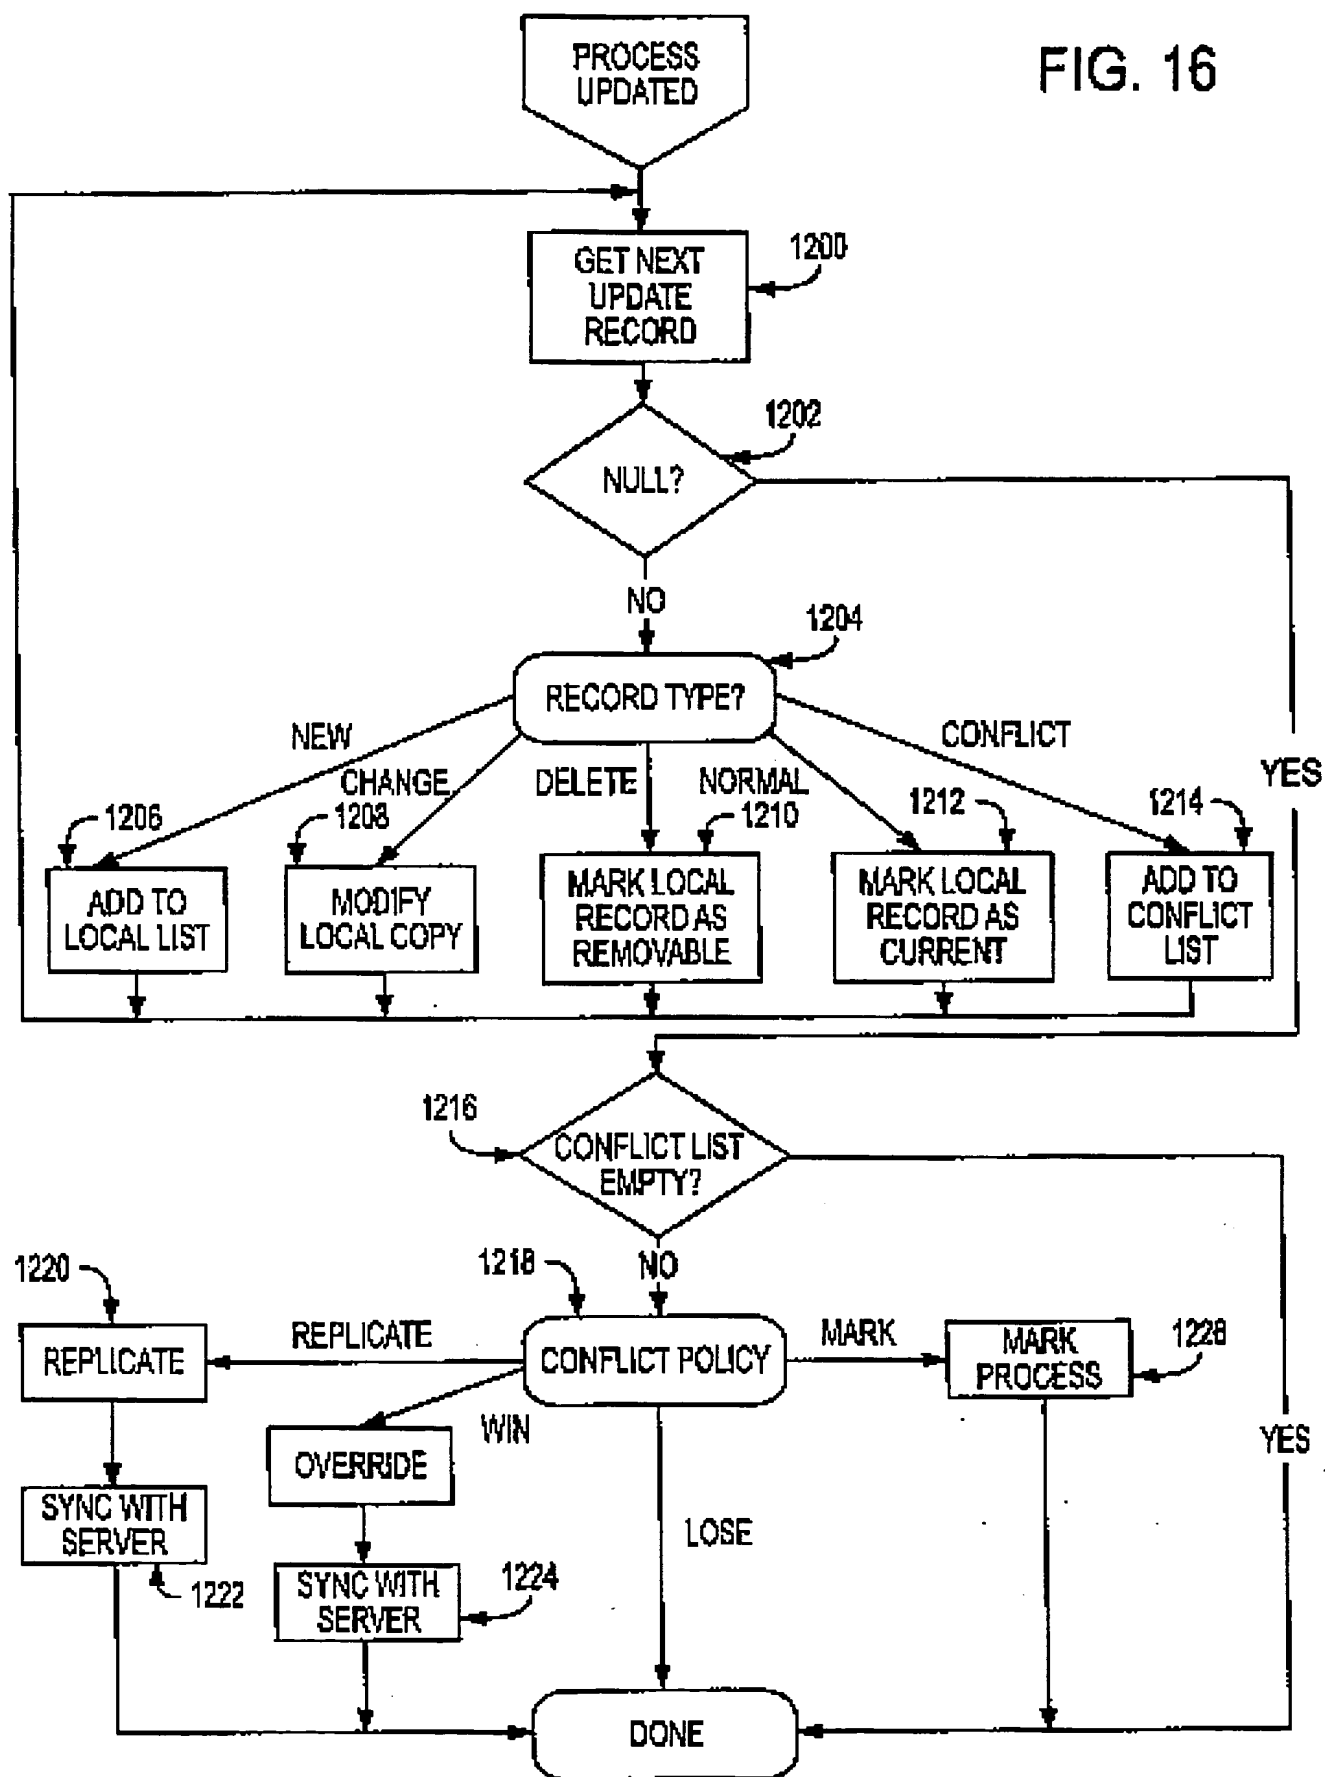 PROCESS
UPDATED
FIG. 16
1200
GET NEXT
UPDATE
RECORD
1202
NULL?
NO
1204
RECORD TYPE?
NEW
CHANGE
DELETE
NORMAL
CONFLICT
YES
1206
1208
1210
1212
1214
ADD TO
LOCAL LIST
MODIFY
LOCAL COPY
MARK LOCAL
RECORD AS
REMOVABLE
MARK LOCAL
RECORD AS
CURRENT
ADD TO
CONFLICT
LIST
1216
CONFLICT LIST
EMPTY?
NO
1218
1220
REPLICATE
REPLICATE
CONFLICT POLICY
MARK
MARK
PROCESS
1226
WIN
OVERRIDE
YES
SYNC WITH
SERVER
1222
LOSE
SYNC WITH
SERVER
1224
DONE